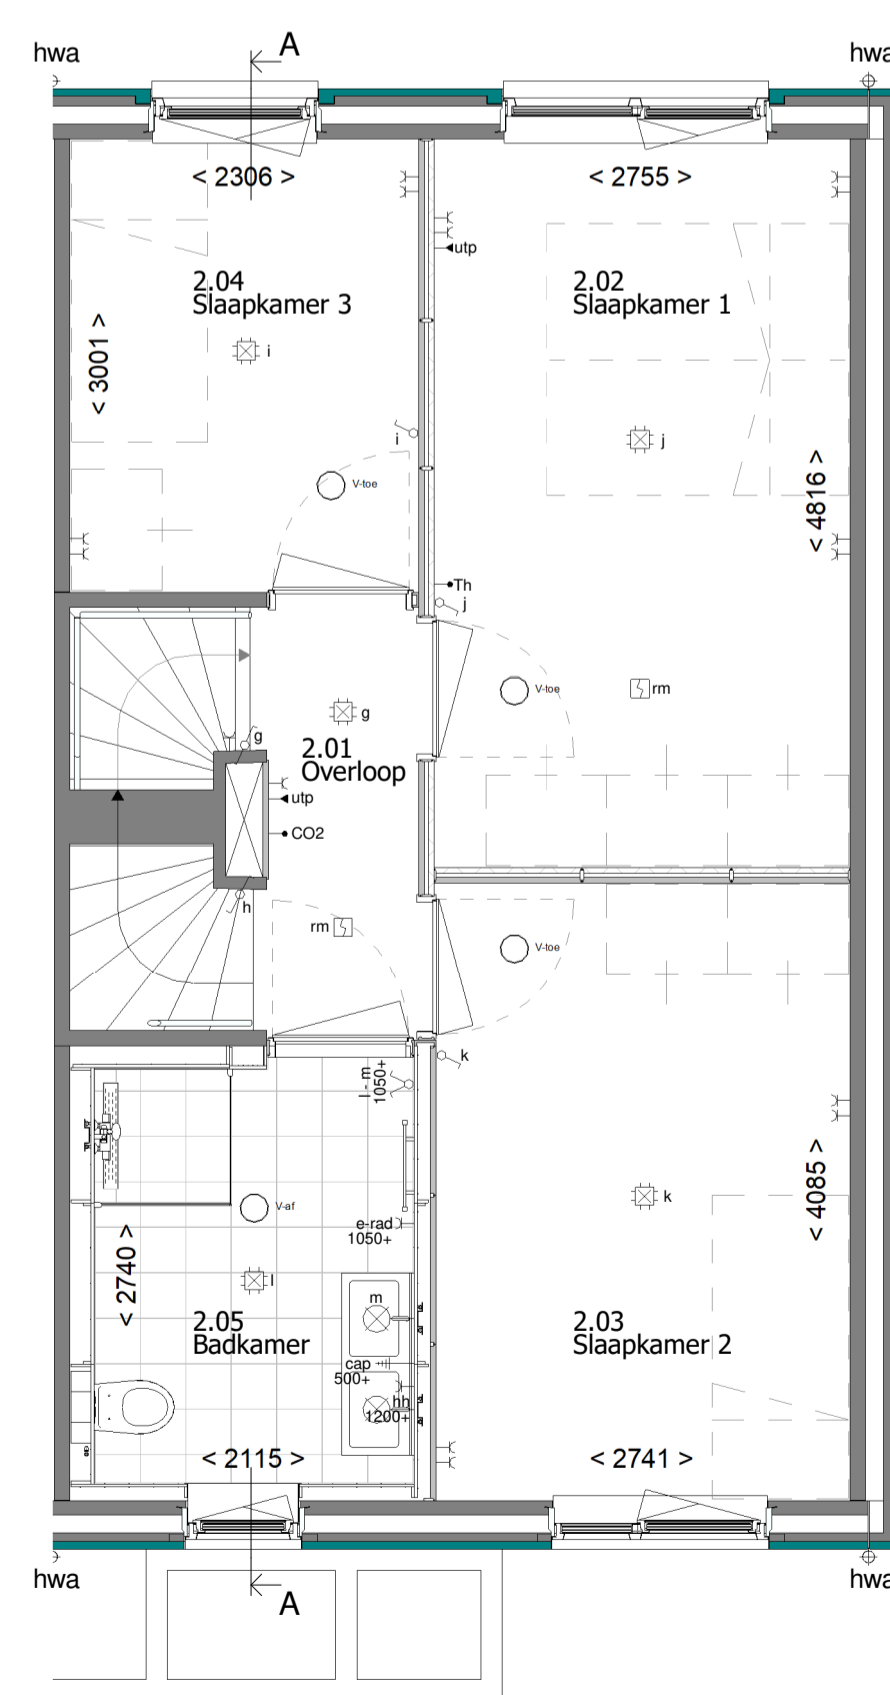 hwa
A
hwa
< 2306 >
< 2755 >
utp
2.04
Slaapkamer 3
2.02
Slaapkamer 1
< 3001 >
i
i
j
< 4816 >
V-toe
Th
j
V-toe
rm
g
g
2.01
Overloop
utp
CO2
h
rm
V-toe
k
l - m
1050+
V-af
e-rad
1050+
k
< 4085 >
< 2740 >
l
m
2.05
Badkamer
2.03
Slaapkamer 2
cap
500+
hh
1200+
< 2115 >
< 2741 >
hwa
A
hwa